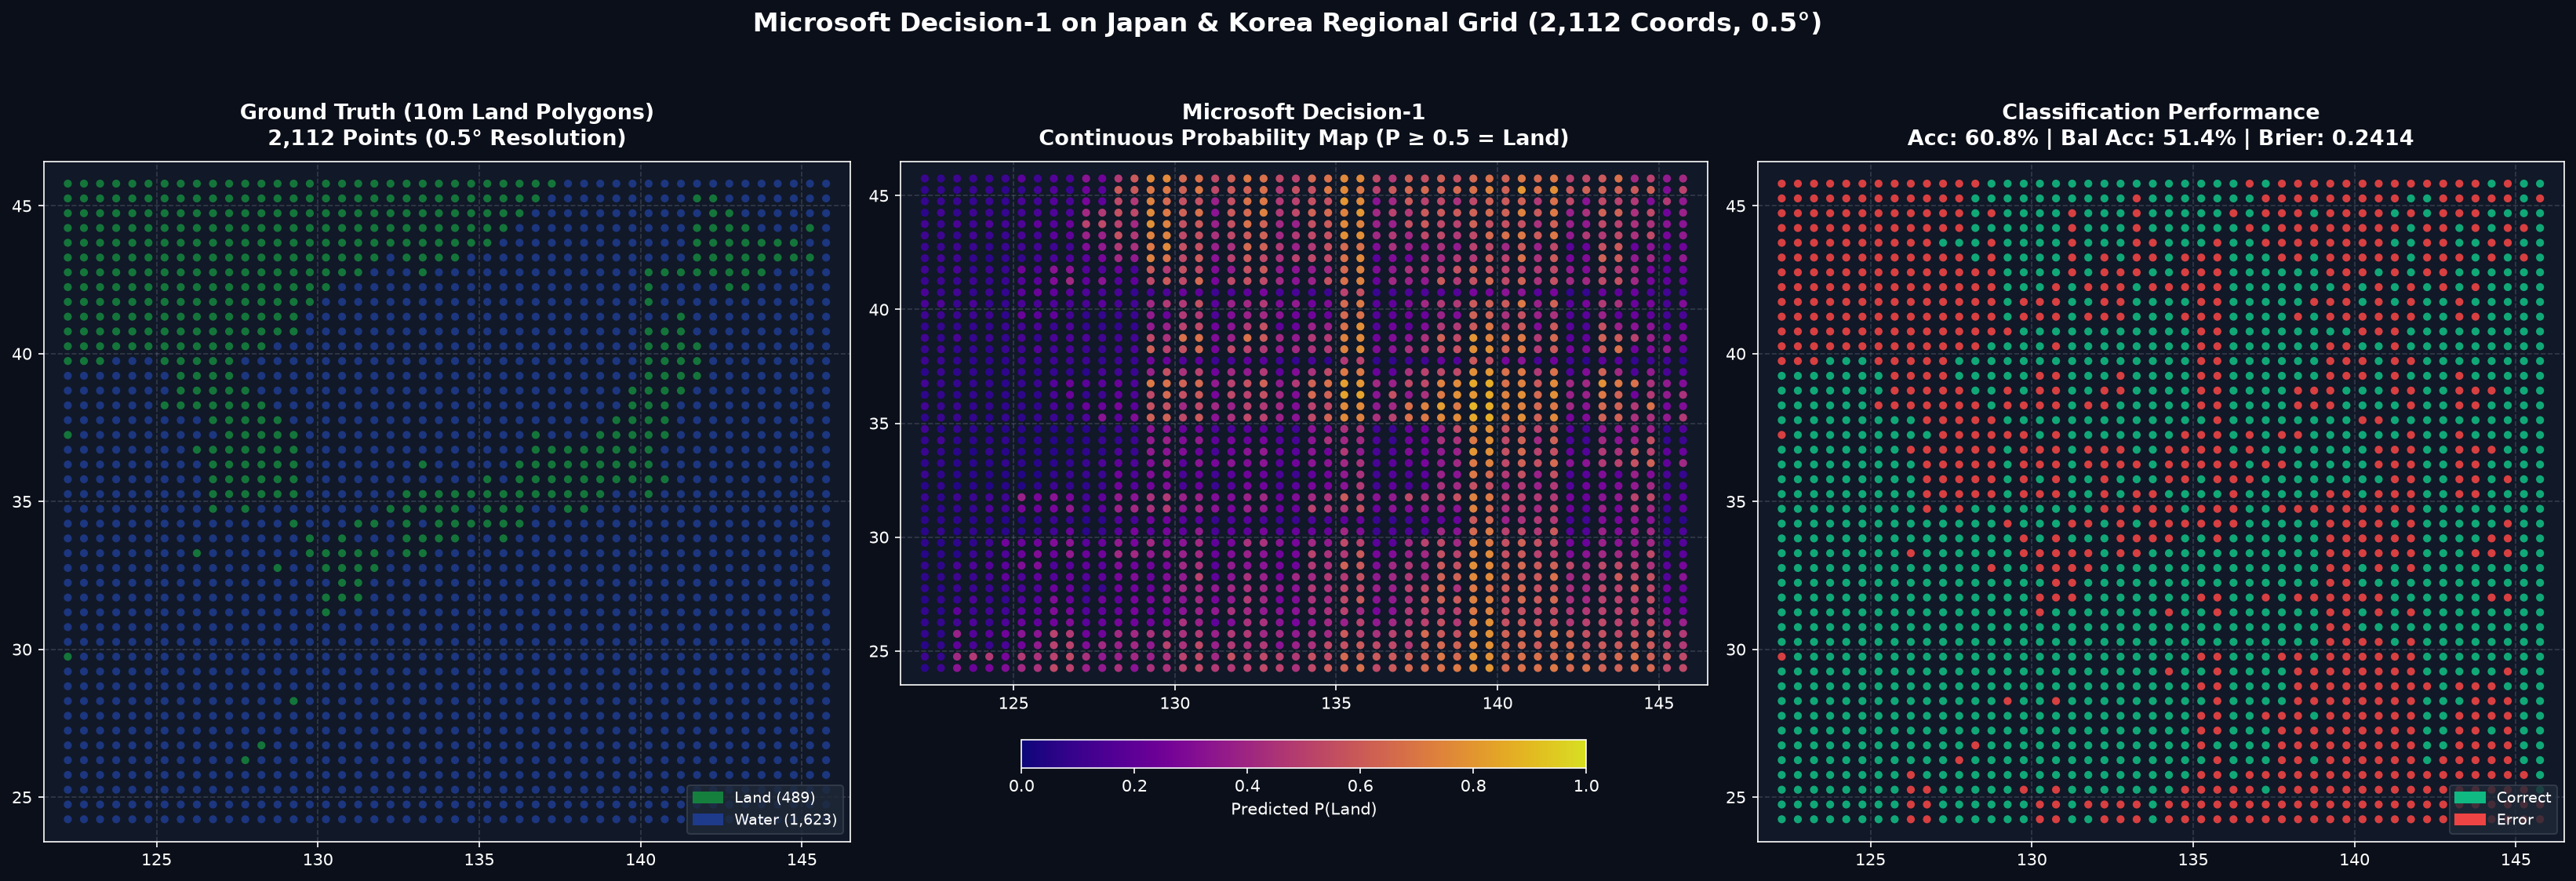 Microsoft Decision-1 on Japan & Korea Regional Grid (2,112 Coords, 0.5°)
Ground Truth (10m Land Polygons)
2,112 Points (0.5° Resolution)
45
40
35
30
25
125 130 135 140 145
Land (489)
Water (1,623)
Microsoft Decision-1
Continuous Probability Map (P ≥ 0.5 = Land)
45
40
35
30
25
125 130 135 140 145
0.0 0.2 0.4 0.6 0.8 1.0
Predicted P(Land)
Classification Performance
Acc: 60.8% | Bal Acc: 51.4% | Brier: 0.2414
45
40
35
30
25
125 130 135 140 145
Correct
Error